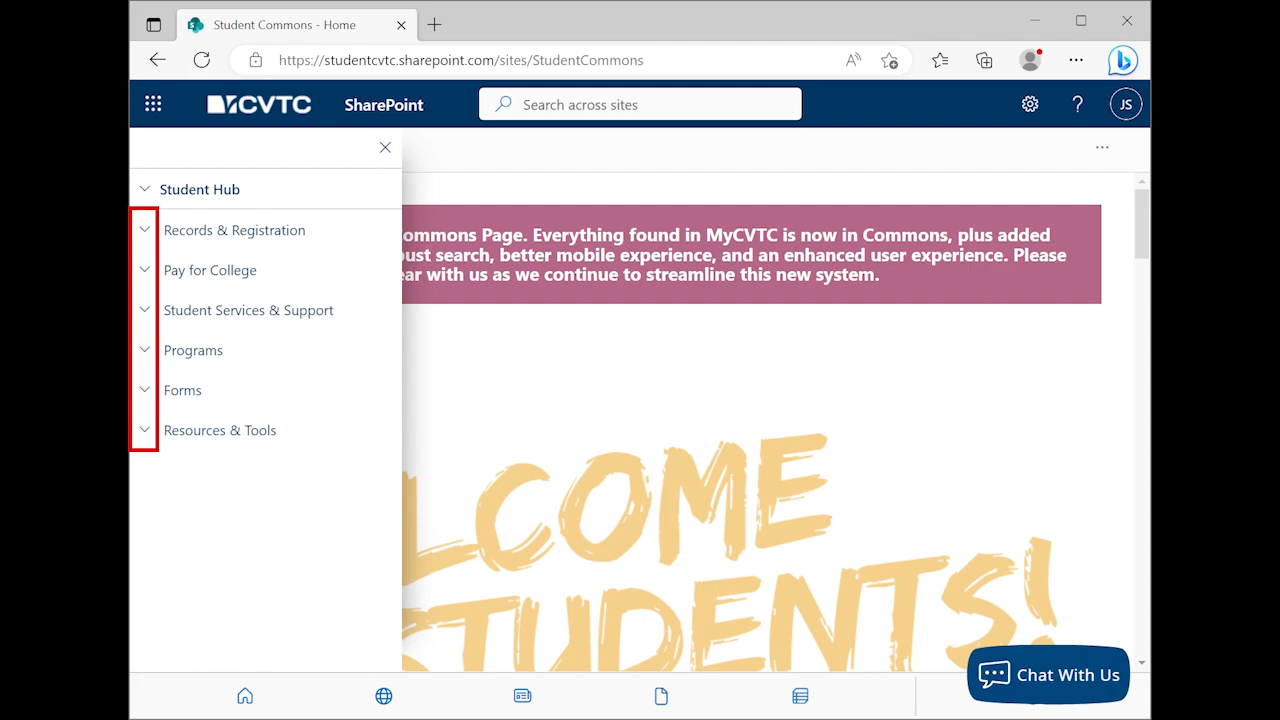 Student Commons - Home
https://studentcvtc.sharepoint.com/sites/StudentCommons
CVTC
SharePoint
Search across sites
JS
Student Hub
Records & Registration
Pay for College
Student Services & Support
Programs
Forms
Resources & Tools
ommons Page. Everything found in MyCVTC is now in Commons, plus added
ust search, better mobile experience, and an enhanced user experience. Please
ear with us as we continue to streamline this new system.
LCOME
STUDENTS!
Chat With Us